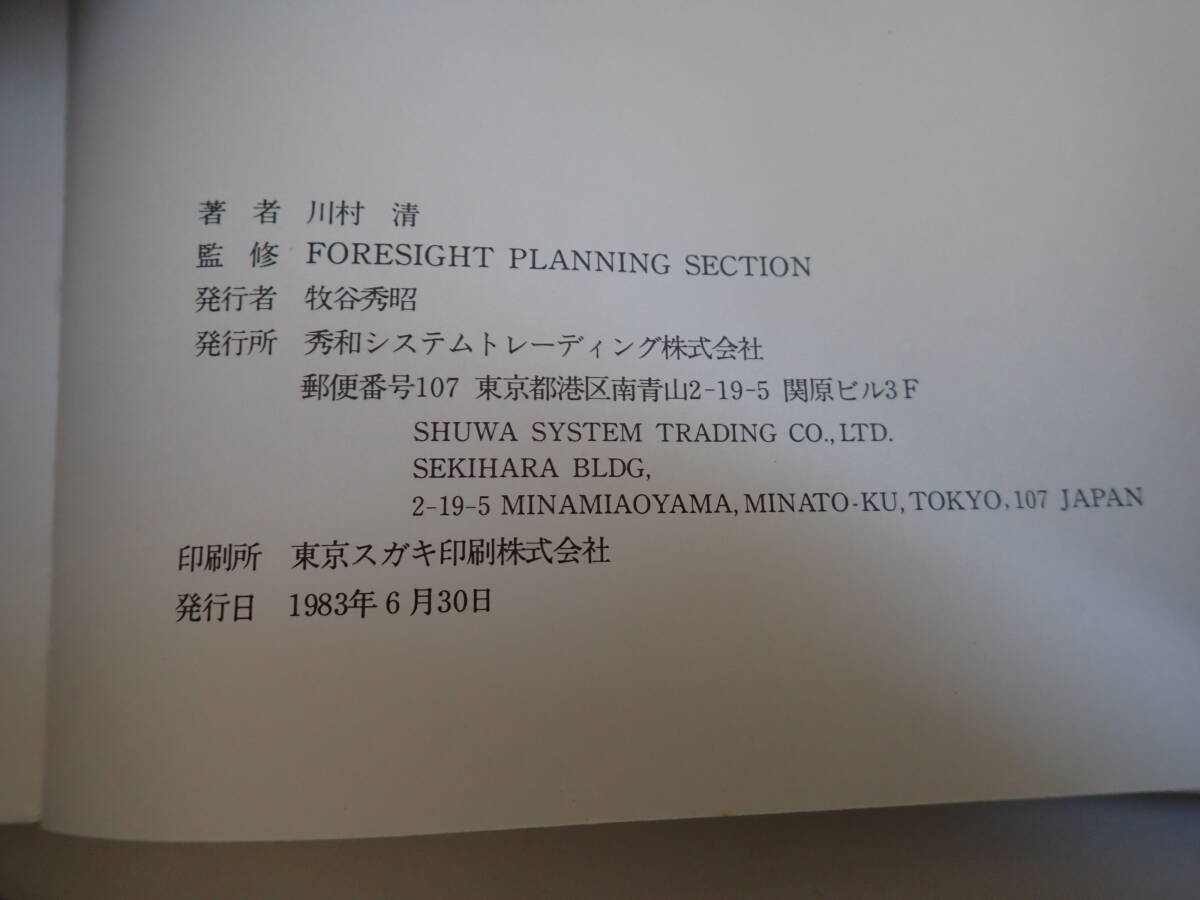 著者 川村 清
監修 FORESIGHT PLANNING SECTION
発行者 牧谷秀昭
発行所 秀和システムトレーディング株式会社
郵便番号107 東京都港区南青山2-19-5 関原ビル3F
SHUWA SYSTEM TRADING CO., LTD.
SEKIHARA BLDG,
2-19-5 MINAMIAOYAMA, MINATO-KU, TOKYO, 107 JAPAN
印刷所 東京スガキ印刷株式会社
発行日 1983年6月30日